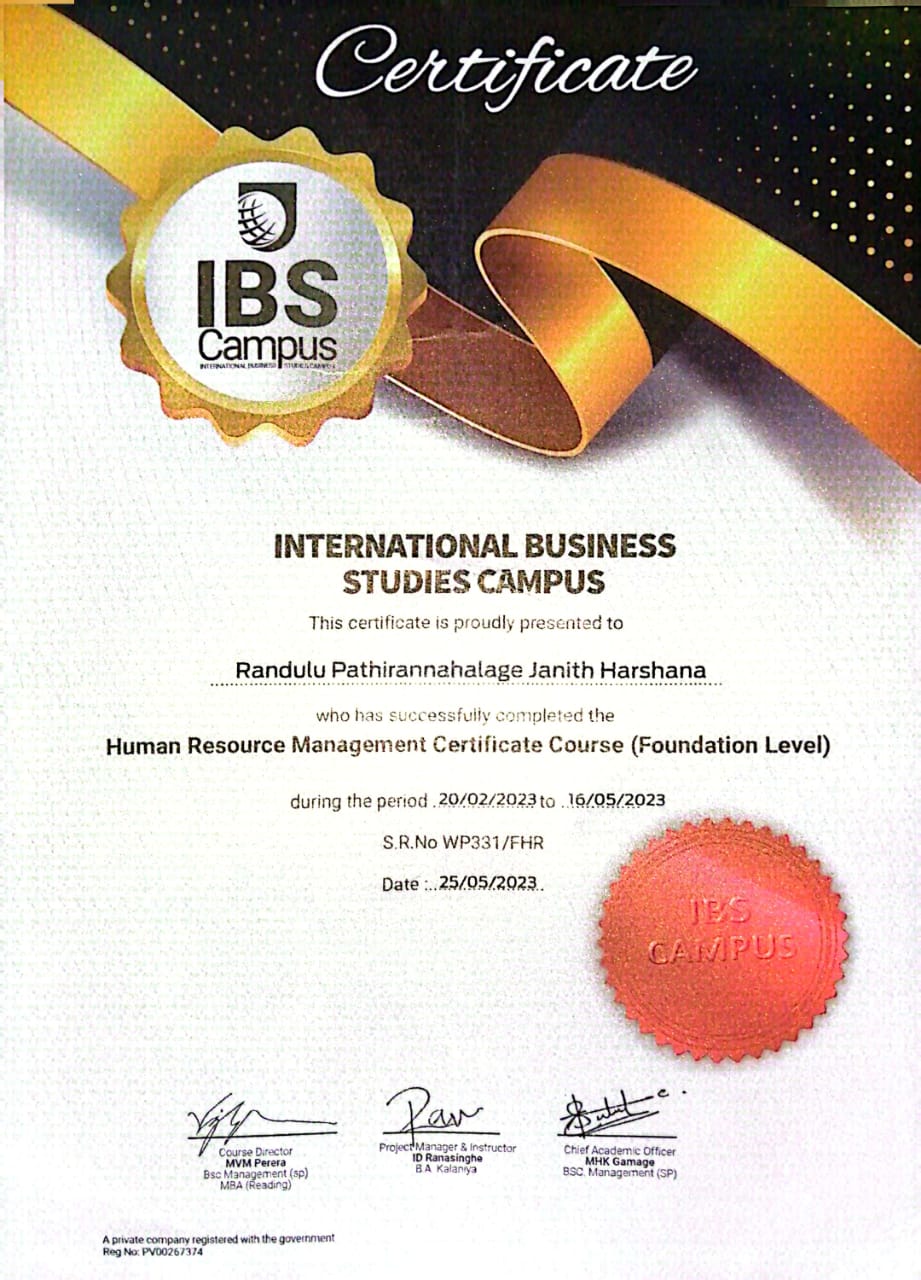 Certificate
IBS
Campus
INTERNATIONAL BUSINESS STUDIES CAMPUS
INTERNATIONAL BUSINESS
STUDIES CAMPUS
This certificate is proudly presented to
Randulu Pathirannahalage Janith Harshana
who has successfully completed the
Human Resource Management Certificate Course (Foundation Level)
during the period .20/02/2023 to ..16/05/2023
S.R.No WP331/FHR
Date :..25/05/2023..
IBS
CAMPUS
Course Director
MVM Perera
Bsc Management (sp)
MBA (Reading)
Project Manager & Instructor
ID Ranasinghe
B.A. Kalaniya
Chief Academic Officer
MHK Gamage
BSC. Management (SP)
A private company registered with the government
Reg No: PV00267374